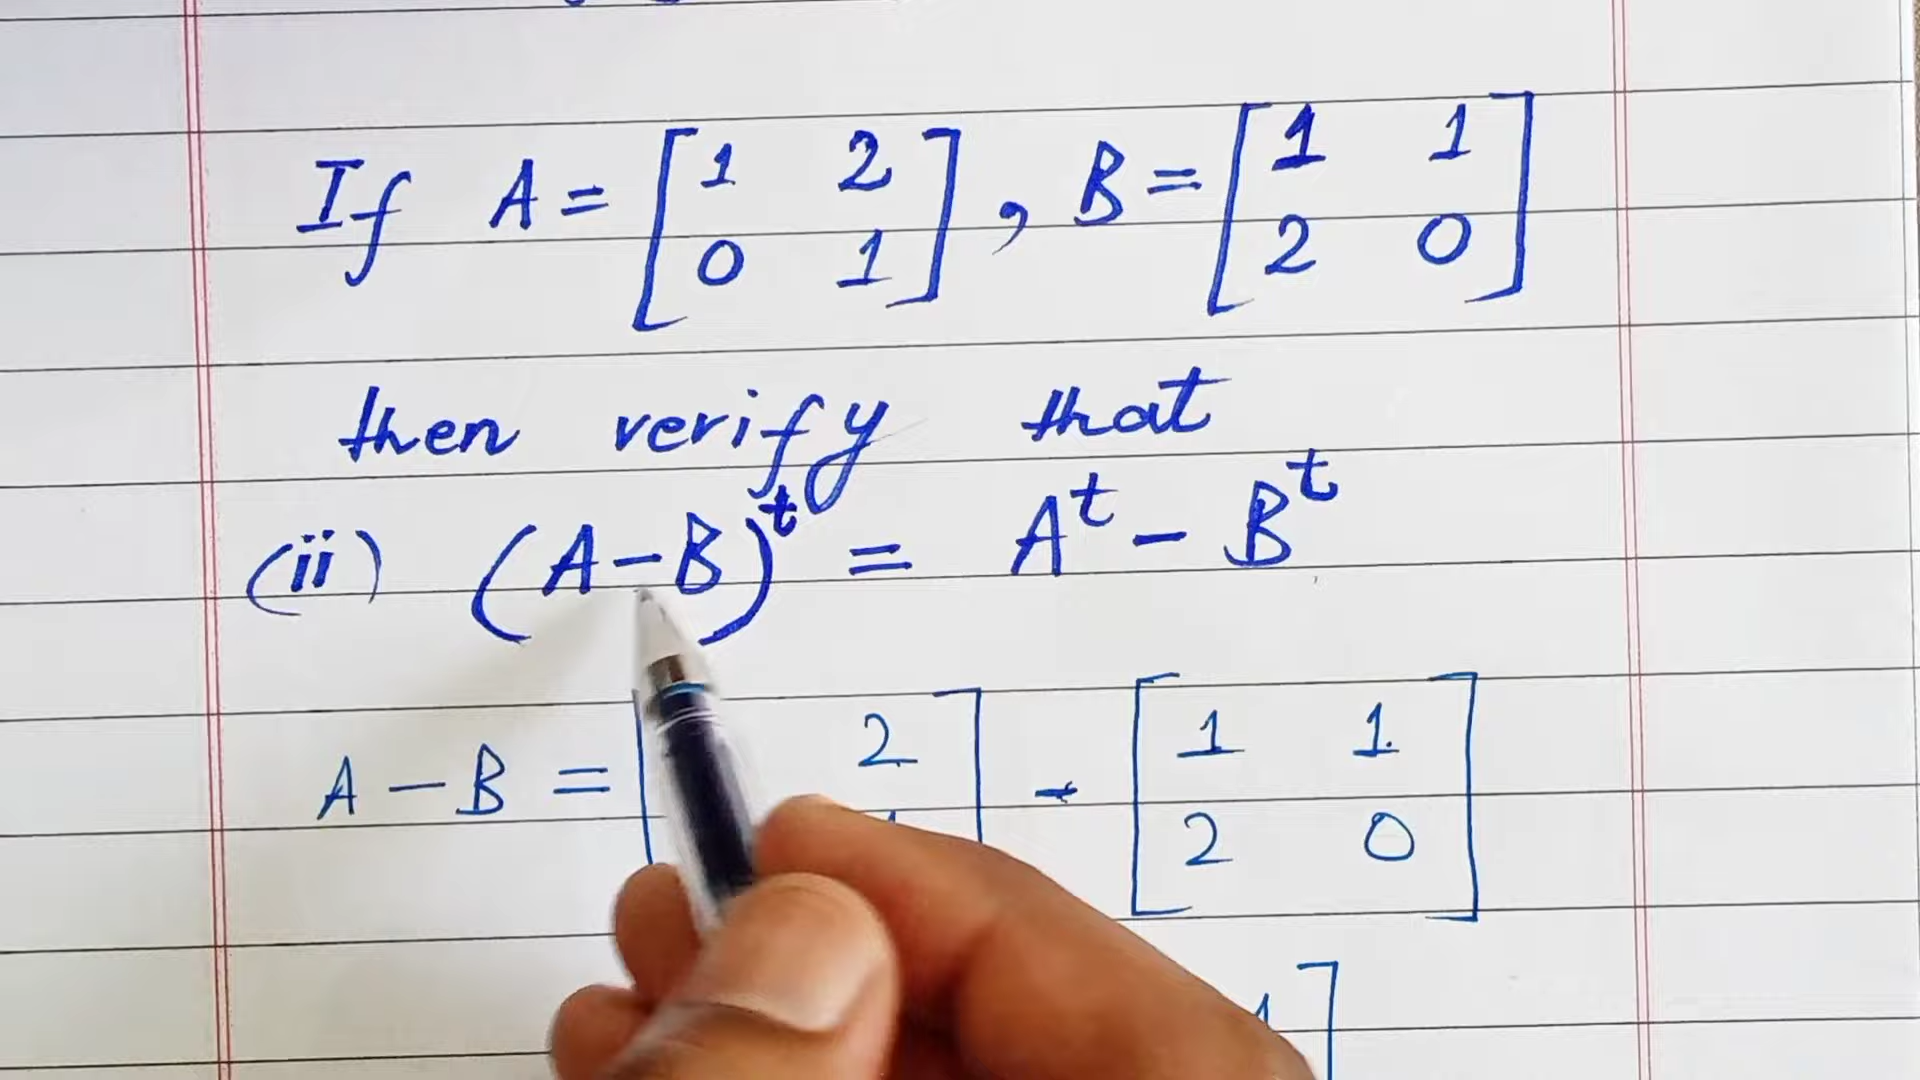 If A = [1 2 0 1], B = [1 1 2 0]
then verify that
(ii) (A-B)^t = A^t - B^t
A - B = [ 2 ] - [1 1 2 0]